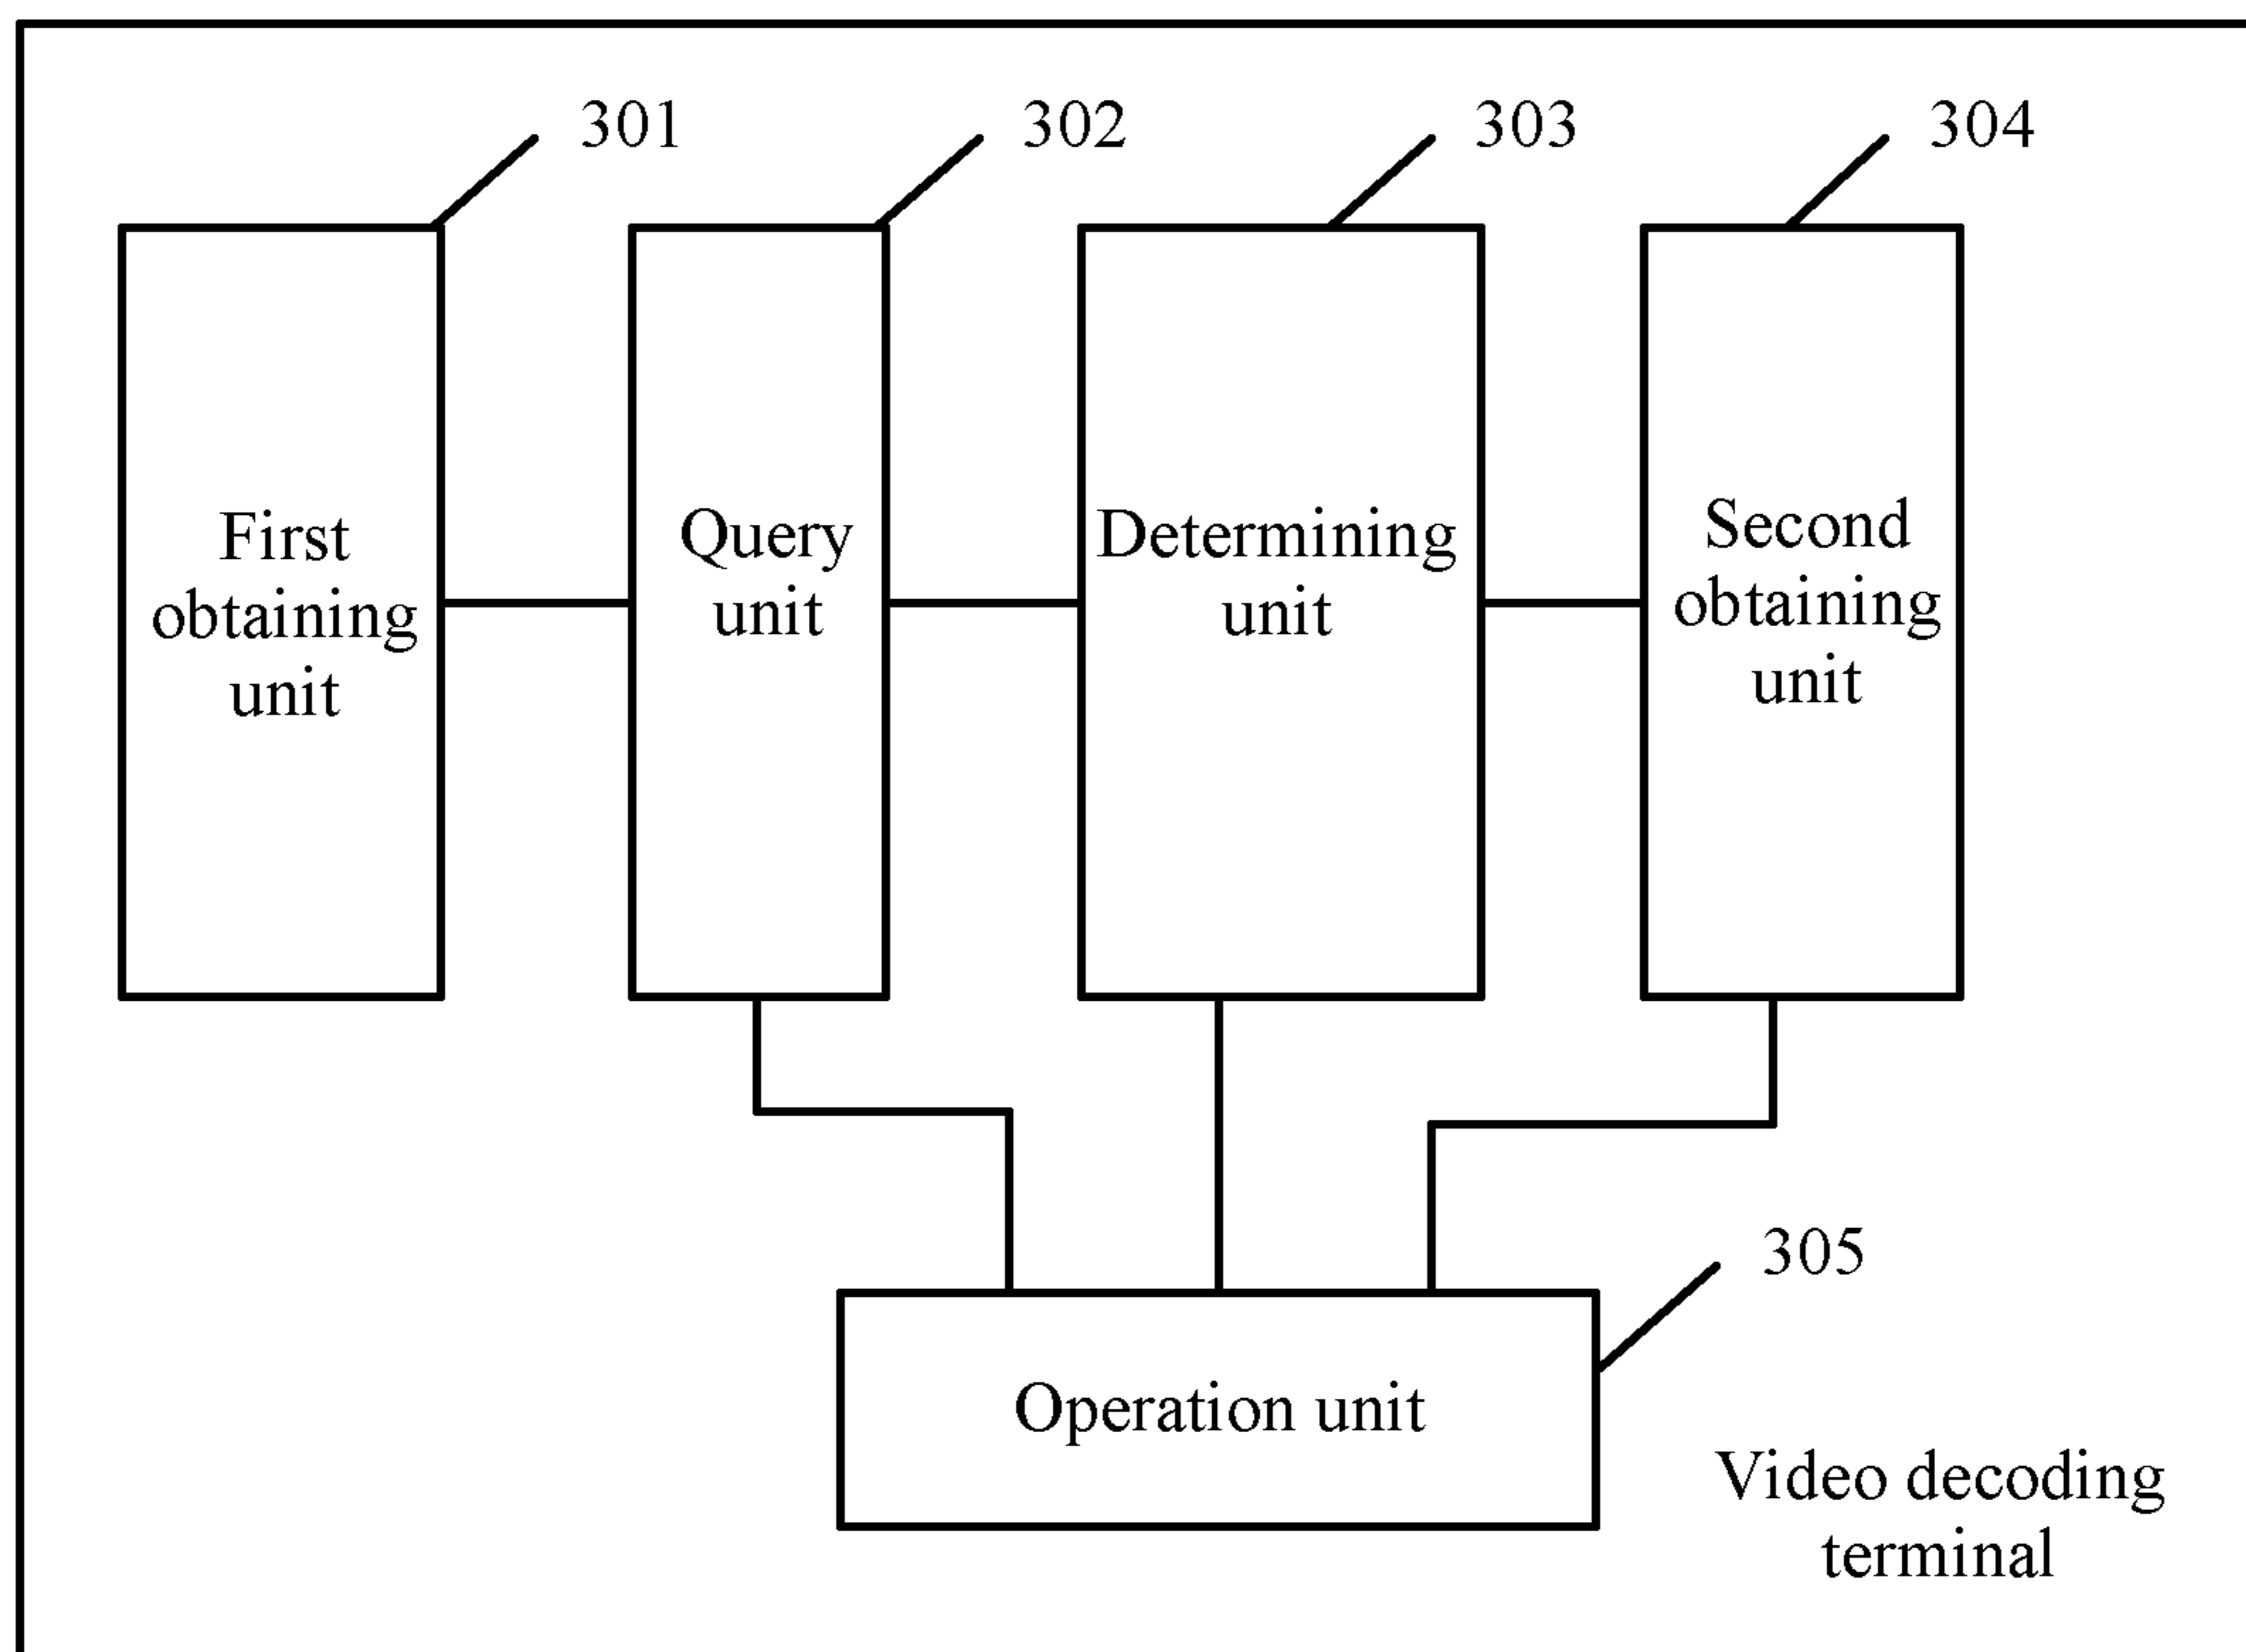 301
302
303
304
First
obtaining
unit
Query
unit
Determining
unit
Second
obtaining
unit
305
Operation unit
Video decoding
terminal